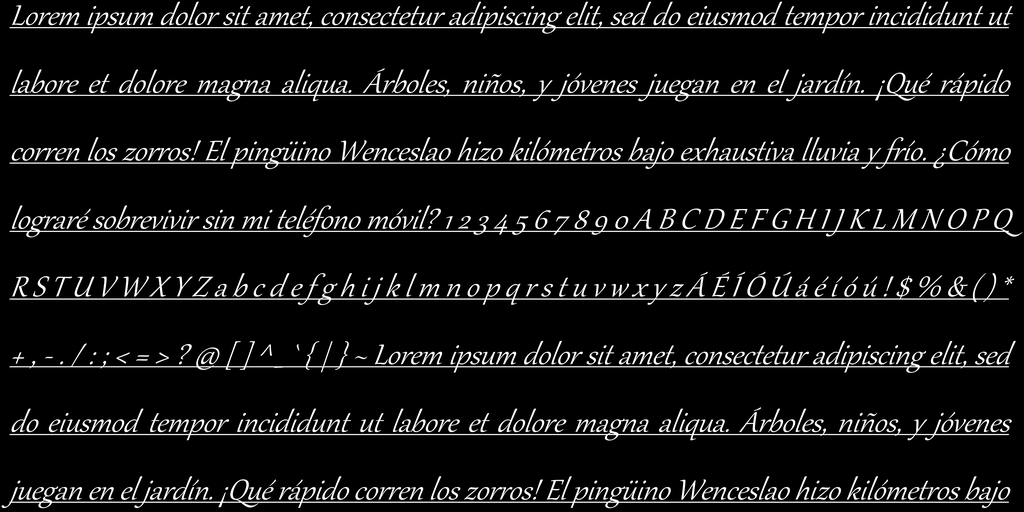 Lorem ipsum dolor sit amet, consectetur adipiscing elit, sed do eiusmod tempor incididunt ut
labore et dolore magna aliqua. Árboles, niños, y jóvenes juegan en el jardín. ¡Qué rápido
corren los zorros! El pingüino Wenceslao hizo kilómetros bajo exhaustiva lluvia y frío. ¿Cómo
lograré sobrevivir sin mi teléfono móvil? 1 2 3 4 5 6 7 8 9 0 A B C D E F G H I J K L M N O P Q
R S T U V W X Y Z a b c d e f g h i j k l m n o p q r s t u v w x y z Á É Í Ó Ú á é í ó ú ! $ % & ( ) *
+ , - . / : ; < = > ? @ [ ] ^ _ ` { | } ~ Lorem ipsum dolor sit amet, consectetur adipiscing elit, sed
do eiusmod tempor incididunt ut labore et dolore magna aliqua. Árboles, niños, y jóvenes
juegan en el jardín. ¡Qué rápido corren los zorros! El pingüino Wenceslao hizo kilómetros bajo